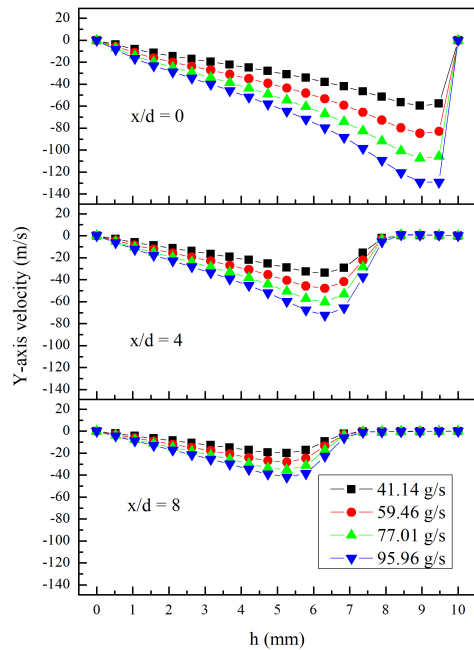 20
0
-20
-40
-60
-80
-100
-120
-140
x/d = 0
20
0
-20
-40
-60
-80
-100
-120
-140
x/d = 4
Y-axis velocity (m/s)
20
0
-20
-40
-60
-80
-100
-120
-140
x/d = 8
41.14 g/s
59.46 g/s
77.01 g/s
95.96 g/s
0 1 2 3 4 5 6 7 8 9 10
h (mm)